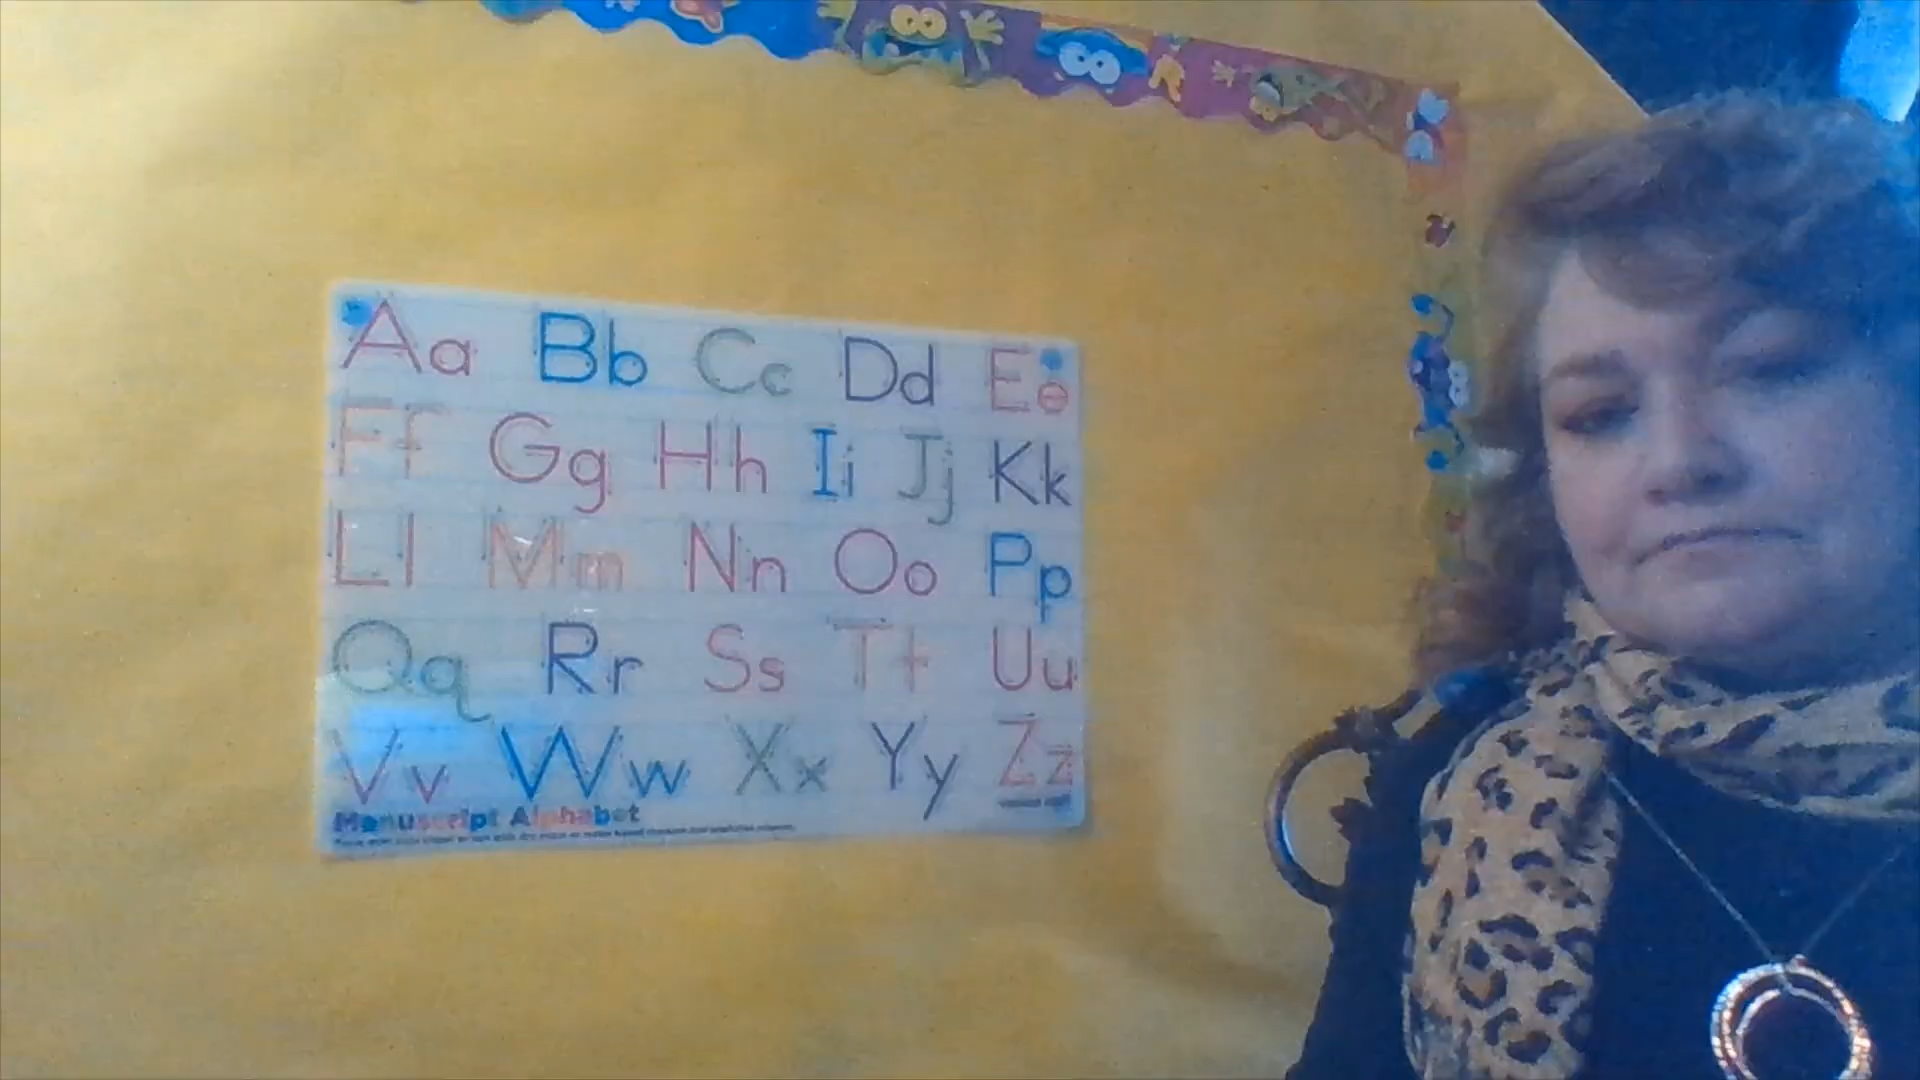 Aa Bb Cc Dd Ee
Ff Gg Hh Ii Jj Kk
Ll Mm Nn Oo Pp
Qq Rr Ss Tt Uu
Vv Ww Xx Yy Zz
Manuscript Alphabet